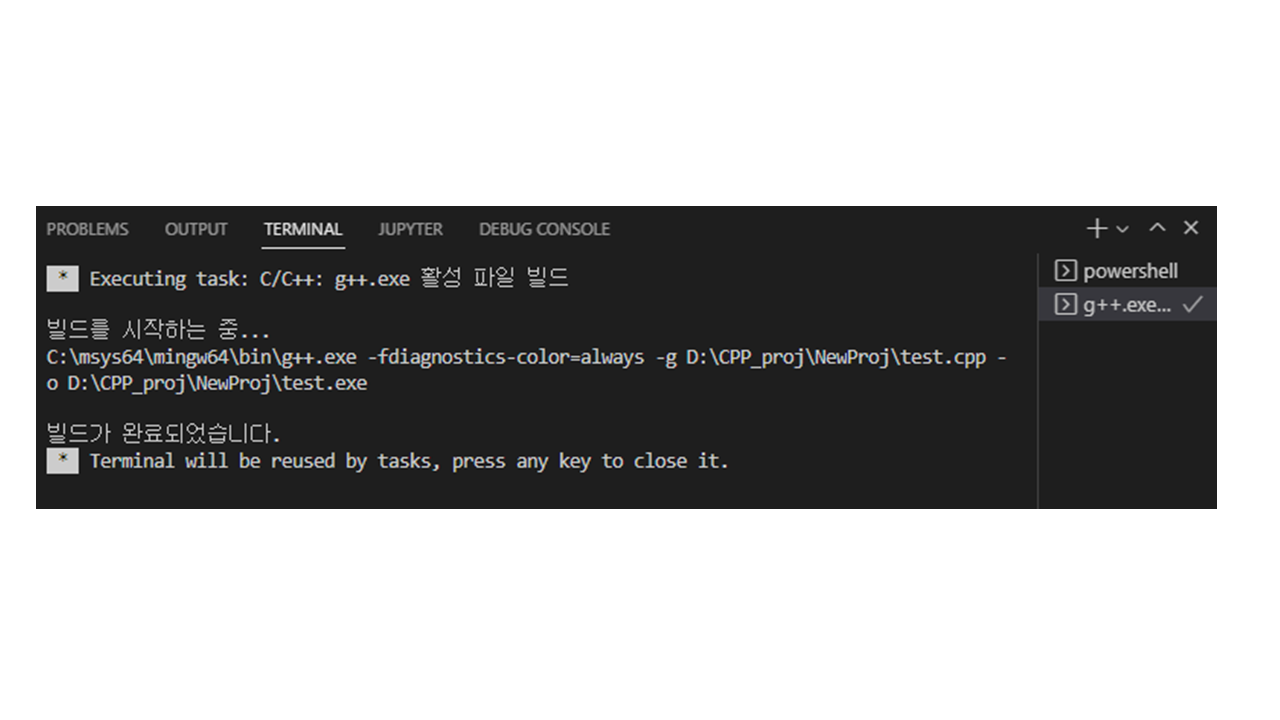 PROBLEMS OUTPUT TERMINAL JUPYTER DEBUG CONSOLE
* Executing task: C/C++: g++.exe 활성 파일 빌드
빌드를 시작하는 중...
C:\msys64\mingw64\bin\g++.exe -fdiagnostics-color=always -g D:\CPP_proj\NewProj\test.cpp -
o D:\CPP_proj\NewProj\test.exe
빌드가 완료되었습니다.
* Terminal will be reused by tasks, press any key to close it.
powershell
g++.exe...